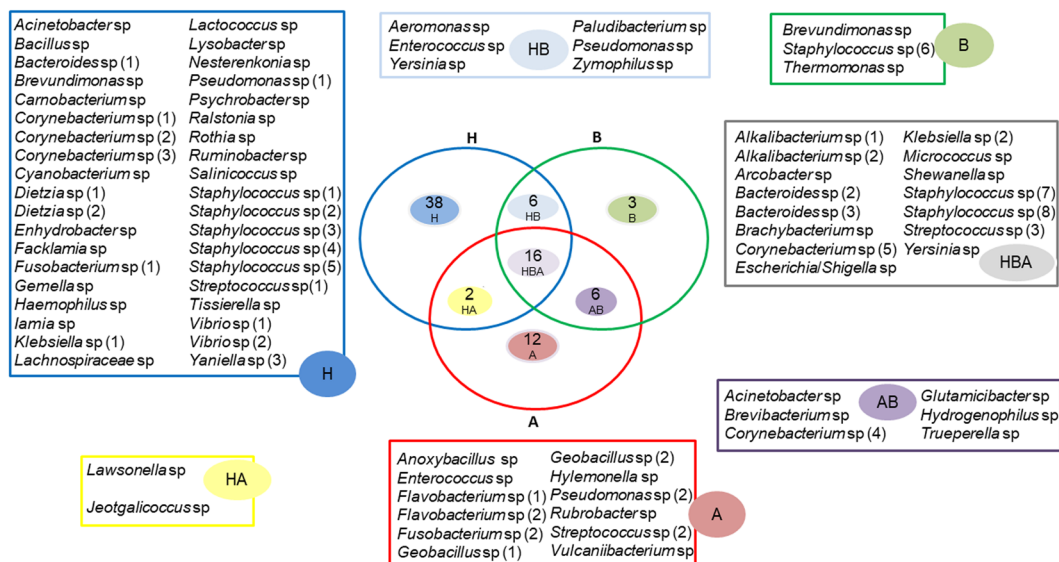 Acinetobacter sp
Bacillus sp
Bacteroides sp (1)
Brevundimonas sp
Carnobacterium sp
Corynebacterium sp (1)
Corynebacterium sp (2)
Corynebacterium sp (3)
Cyanobacterium sp
Dietzia sp (1)
Dietzia sp (2)
Enhydrobacter sp
Facklamia sp
Fusobacterium sp (1)
Gemella sp
Haemophilus sp
Iamia sp
Klebsiella sp (1)
Lachnospiraceae sp
Lactococcus sp
Lysobacter sp
Nesterenkonia sp
Pseudomonas sp (1)
Psychrobacter sp
Ralstonia sp
Rothia sp
Ruminobacter sp
Salinicoccus sp
Staphylococcus sp (1)
Staphylococcus sp (2)
Staphylococcus sp (3)
Staphylococcus sp (4)
Staphylococcus sp (5)
Streptococcus sp (1)
Tissierella sp
Vibrio sp (1)
Vibrio sp (2)
Yaniella sp (3)
H
Aeromonas sp
Enterococcus sp
Yersinia sp
HB
Paludibacterium sp
Pseudomonas sp
Zymophilus sp
Brevundimonas sp
Staphylococcus sp (6)
Thermomonas sp
B
H
B
38
H
6
HB
3
B
16
HBA
2
HA
6
AB
12
A
A
Alkalibacterium sp (1)
Alkalibacterium sp (2)
Arcobacter sp
Bacteroides sp (2)
Bacteroides sp (3)
Brachybacterium sp
Corynebacterium sp (5)
Escherichia/Shigella sp
Klebsiella sp (2)
Micrococcus sp
Shewanella sp
Staphylococcus sp (7)
Staphylococcus sp (8)
Streptococcus sp (3)
Yersinia sp
HBA
Acinetobacter sp
Brevibacterium sp
Corynebacterium sp (4)
AB
Glutamicibacter sp
Hydrogenophilus sp
Trueperella sp
Lawsonella sp
Jeotgalicoccus sp
HA
Anoxybacillus sp
Enterococcus sp
Flavobacterium sp (1)
Flavobacterium sp (2)
Fusobacterium sp (2)
Geobacillus sp (1)
Geobacillus sp (2)
Hylemonella sp
Pseudomonas sp (2)
Rubrobacter sp
Streptococcus sp (2)
Vulcaniibacterium sp
A